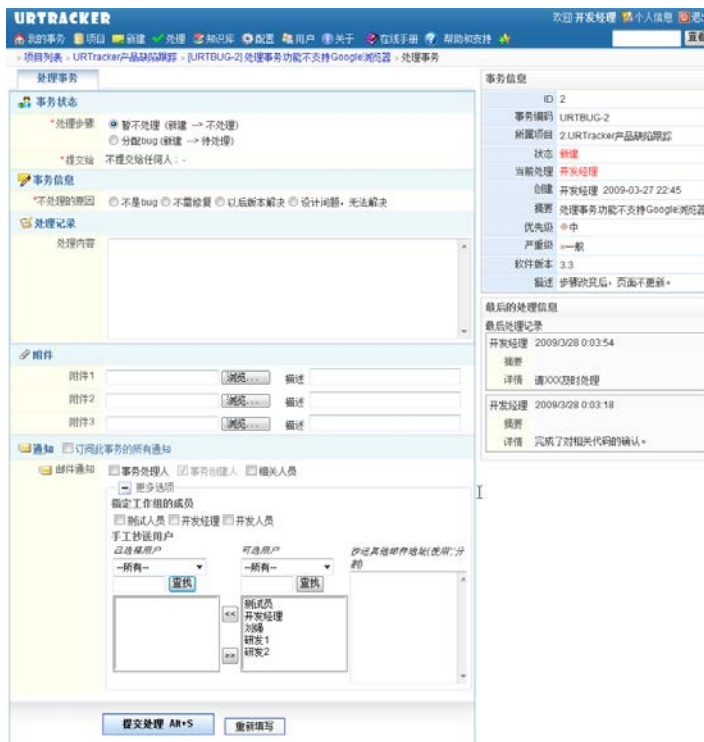 URTRACKER
欢迎 开发经理 个人信息
我的事务 项目 新建 处理 知识库 配置 用户 关于 在线手册 帮助和支持
项目列表 » URTracker产品缺陷跟踪 » [URTBUG-2] 处理事务功能不支持Google浏览器 » 处理事务
处理事务
事务状态
*处理步骤 暂不处理 (新建 --> 不处理)
分配bug (新建 --> 待处理)
*提交给 不提交给任何人:-
事务信息
*不处理的原因 不是bug 不需修复 以后版本解决 设计问题,无法解决
处理记录
处理内容
附件
附件1 浏览... 描述
附件2 浏览... 描述
附件3 浏览... 描述
通知 订阅此事务的所有通知
邮件通知 事务处理人 事务创建人 相关人员
更多选项
指定工作组的成员
测试人员 开发经理 开发人员
手工抄送用户
已选择用户 可选用户 抄送其他邮件地址(使用';'分割)
--所有-- --所有--
查找 查找
<< 测试员
开发经理
研发1
>> 研发2
提交处理 Alt+S 重新填写
事务信息
ID 2
事务编码 URTBUG-2
所属项目 2.URTracker产品缺陷跟踪
状态 新建
当前处理 开发经理
创建 开发经理 2009-03-27 22:45
摘要 处理事务功能不支持Google浏览器
优先级 中
严重级 一般
软件版本 3.3
描述 步骤改变后,页面不更新。
最后的处理信息
最后处理记录
开发经理 2009/3/28 0:03:54
摘要
详情 请XXX及时处理
开发经理 2009/3/28 0:03:18
摘要
详情 完成了对相关代码的确认。